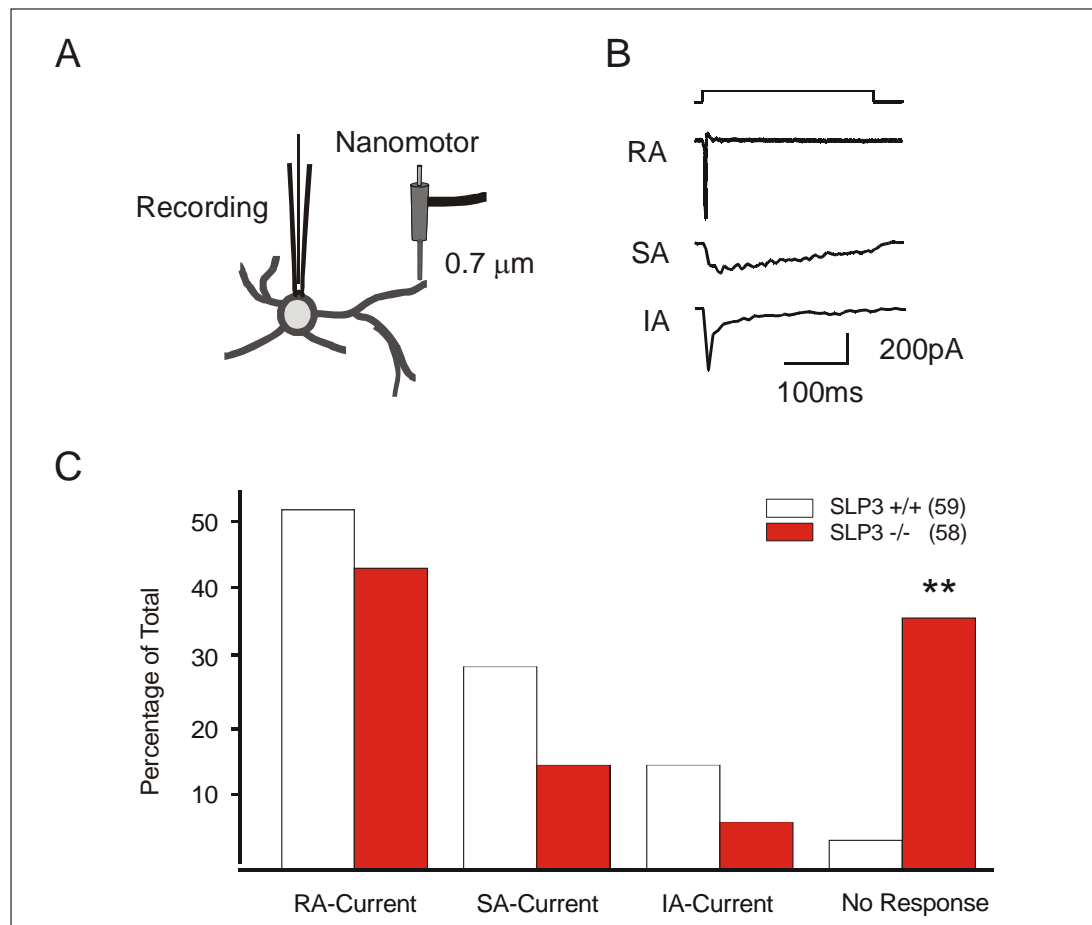 A
Nanomotor
Recording
0.7 μm
B
RA
SA
IA
200pA
100ms
C
SLP3 +/+ (59)
SLP3 -/- (58)
**
50
40
30
20
10
Percentage of Total
RA-Current
SA-Current
IA-Current
No Response